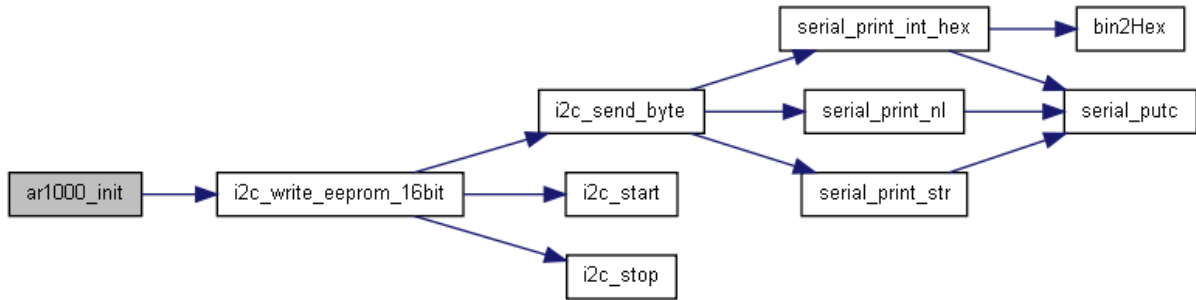 serial_print_int_hex
bin2Hex
i2c_send_byte
serial_print_nl
serial_putc
ar1000_init
i2c_write_eeprom_16bit
i2c_start
serial_print_str
i2c_stop